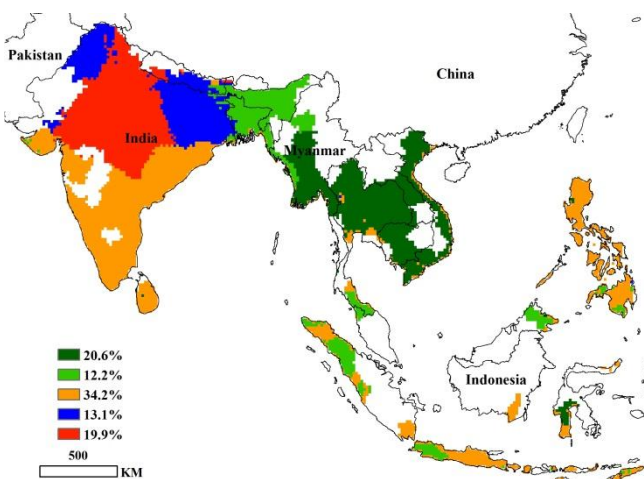 Pakistan
China
India
Myanmar
Indonesia
20.6%
12.2%
34.2%
13.1%
19.9%
500
KM